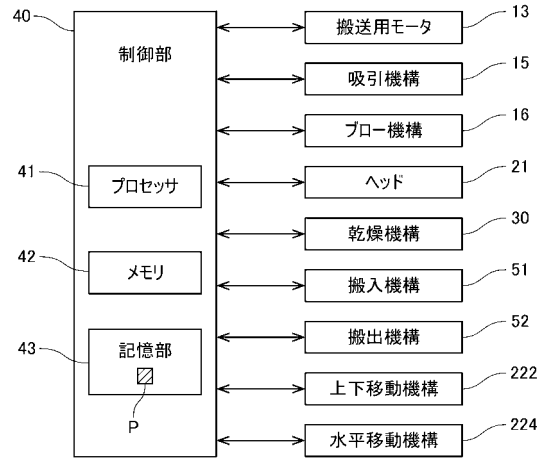 40
制御部
41
プロセッサ
42
メモリ
43
記憶部
P
搬送用モータ
13
吸引機構
15
ブロー機構
16
ヘッド
21
乾燥機構
30
搬入機構
51
搬出機構
52
上下移動機構
222
水平移動機構
224